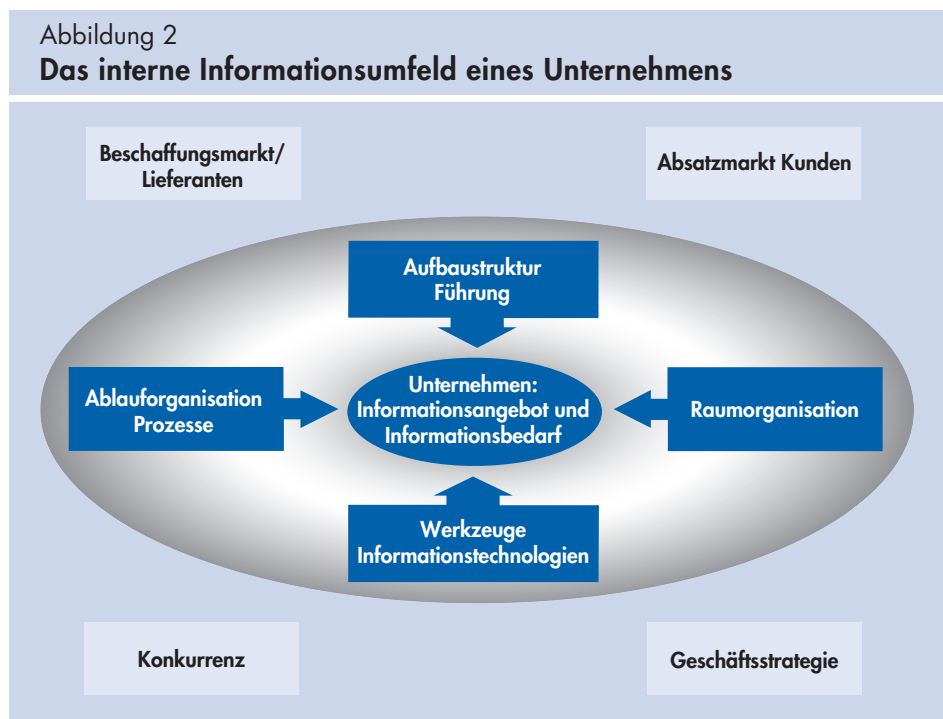 Abbildung 2
Das interne Informationsumfeld eines Unternehmens
Beschaffungsmarkt/
Lieferanten
Absatzmarkt Kunden
Aufbaustruktur
Führung
Ablauforganisation
Prozesse
Unternehmen:
Informationsangebot und
Informationsbedarf
Raumorganisation
Werkzeuge
Informationstechnologien
Konkurrenz
Geschäftsstrategie